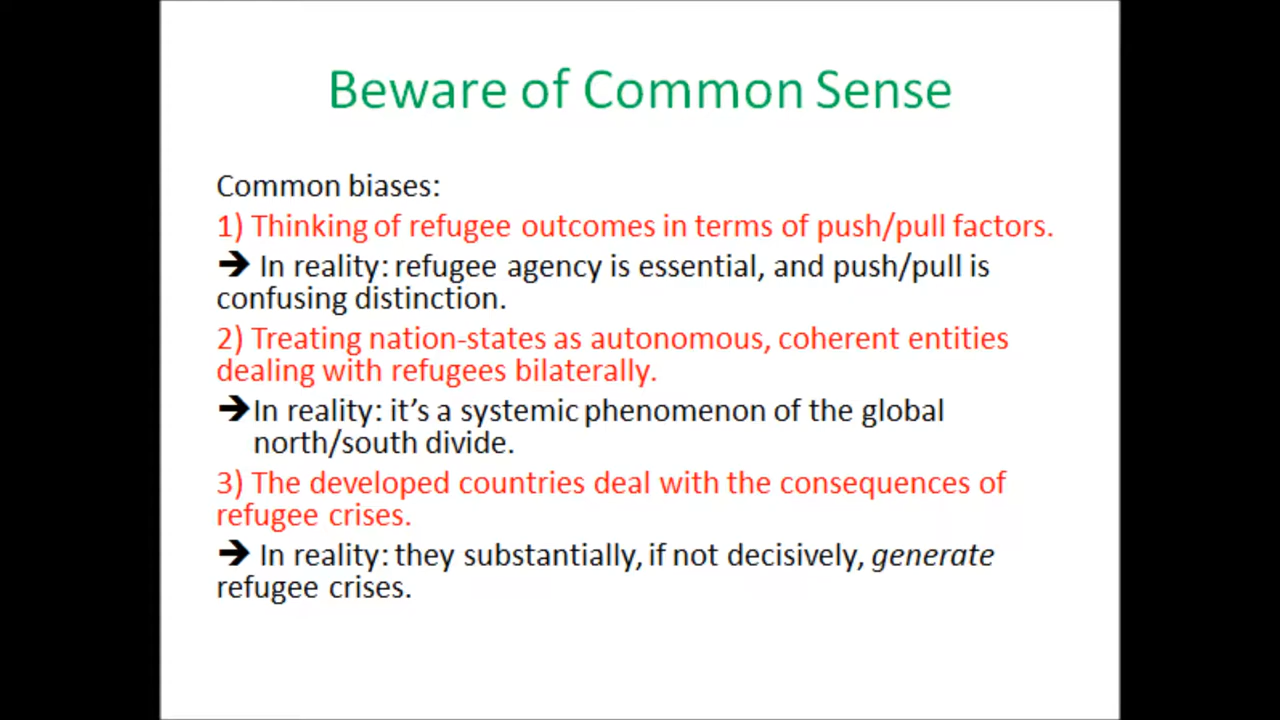 Beware of Common Sense
Common biases:
1) Thinking of refugee outcomes in terms of push/pull factors.
➔ In reality: refugee agency is essential, and push/pull is
confusing distinction.
2) Treating nation-states as autonomous, coherent entities
dealing with refugees bilaterally.
➔In reality: it's a systemic phenomenon of the global
north/south divide.
3) The developed countries deal with the consequences of
refugee crises.
➔ In reality: they substantially, if not decisively, generate
refugee crises.